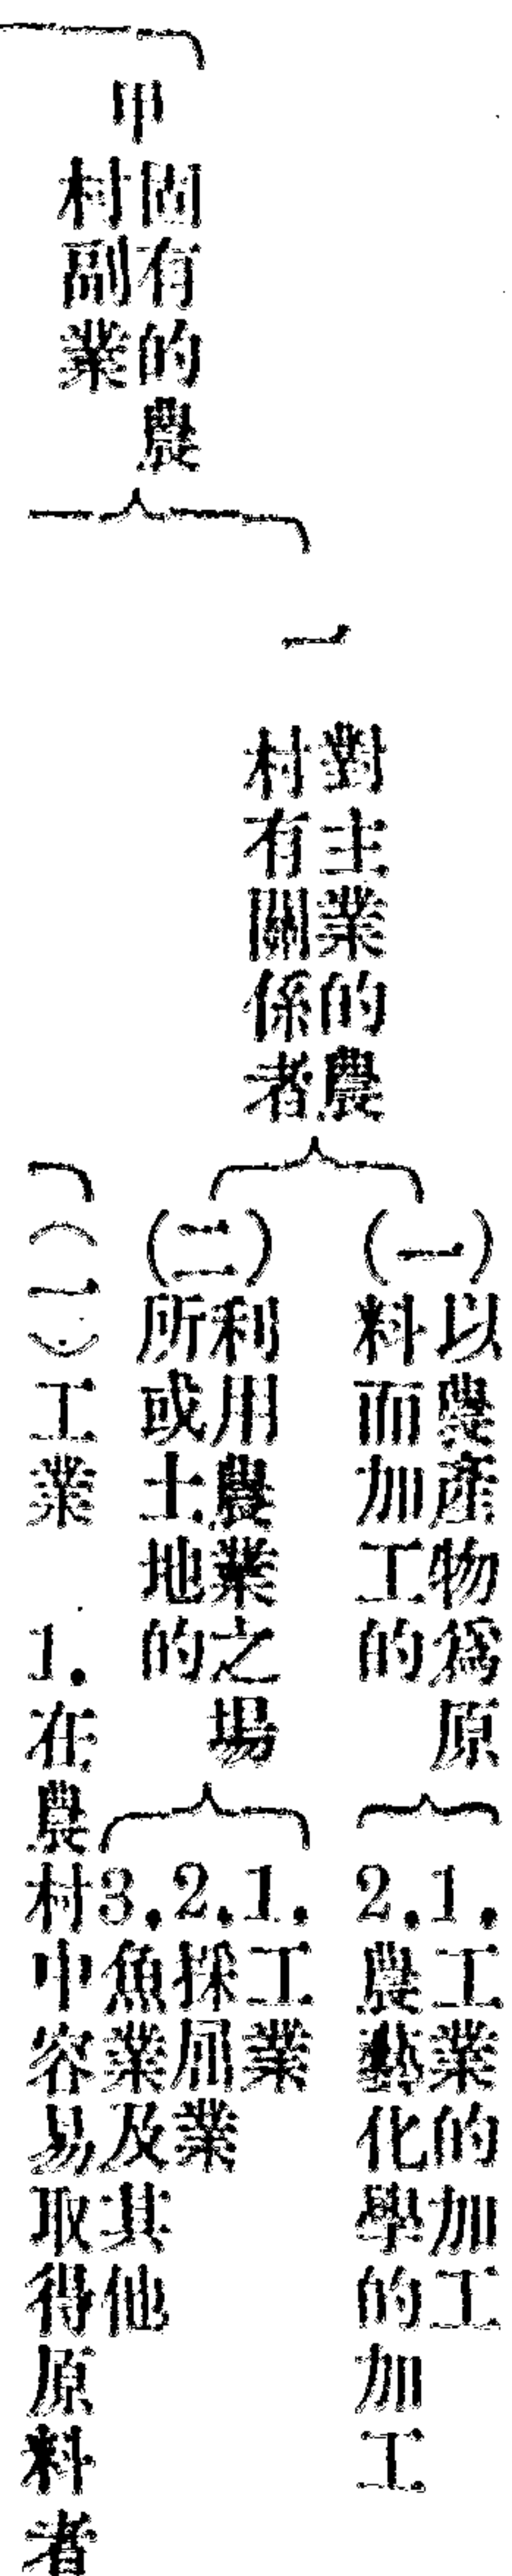 甲
固有的農
村副業
一
對主業的農
村有關係者
(一)
以農產物爲原
料而加工的
1.工業的加工
2.農藝化學的加工
(二)
利用農業之場
所或土地的
1.工業
2.採業
3.魚業及其他
(一)工業 1.在農村中容易取得原料者